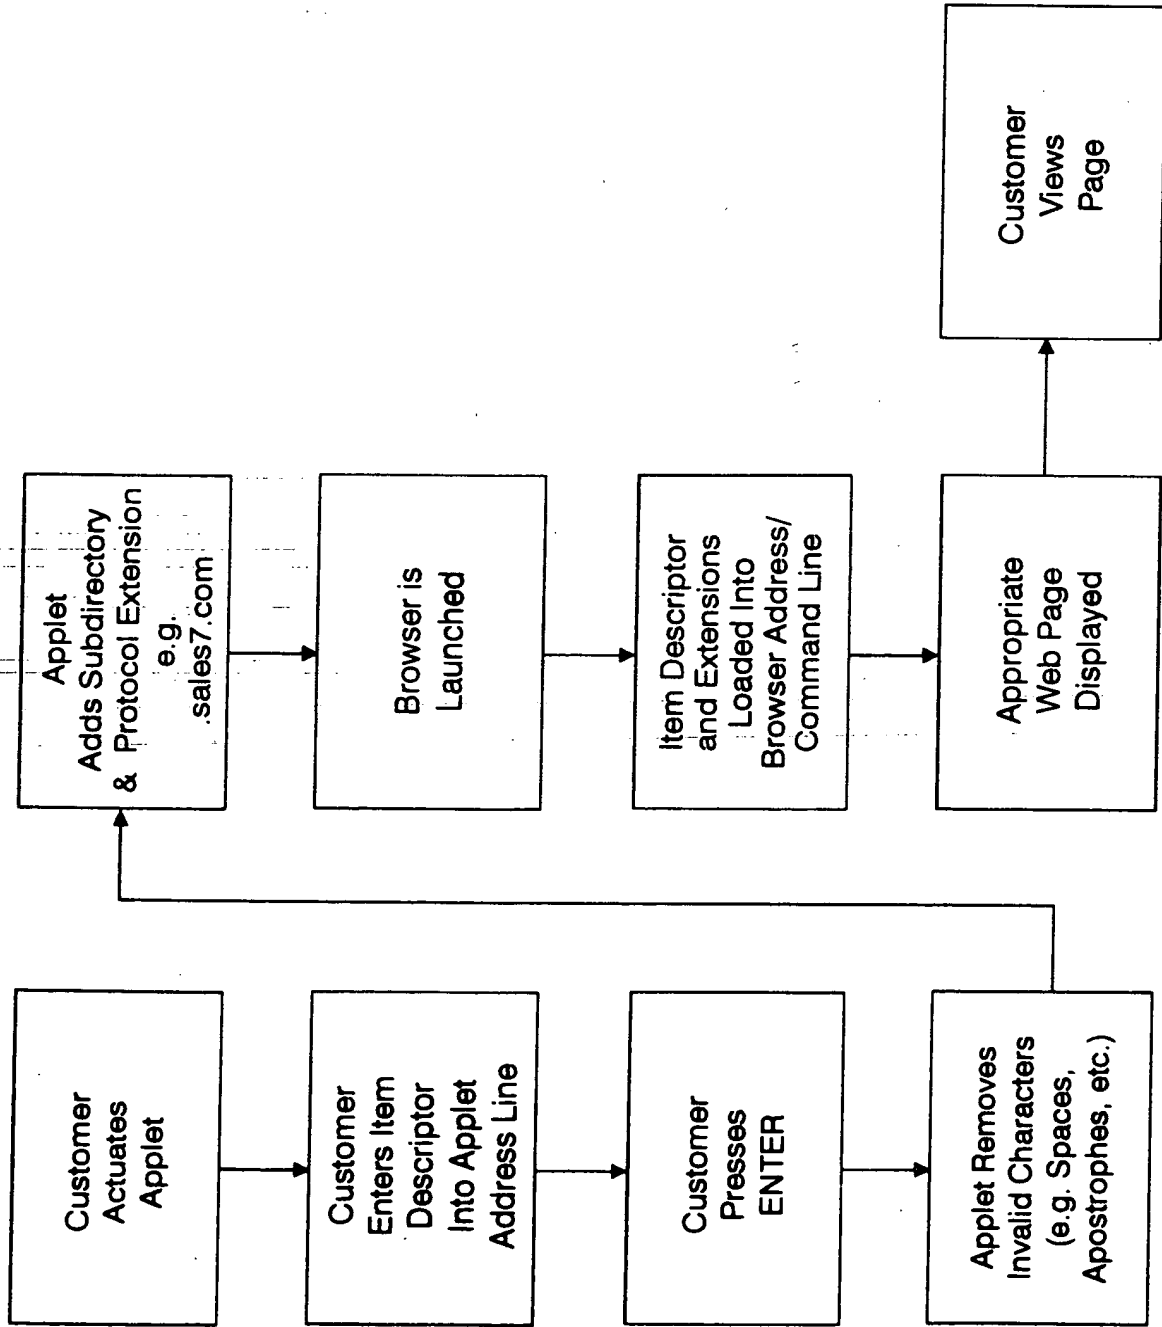 Customer
Actuates
Applet
Customer
Enters Item
Descriptor
Into Applet
Address Line
Customer
Presses
ENTER
Applet Removes
Invalid Characters
(e.g. Spaces,
Apostrophes, etc.)
Applet
Adds Subdirectory
& Protocol Extension
e.g.
.sales7.com
Browser is
Launched
Item Descriptor
and Extensions
Loaded Into
Browser Address/
Command Line
Appropriate
Web Page
Displayed
Customer
Views
Page